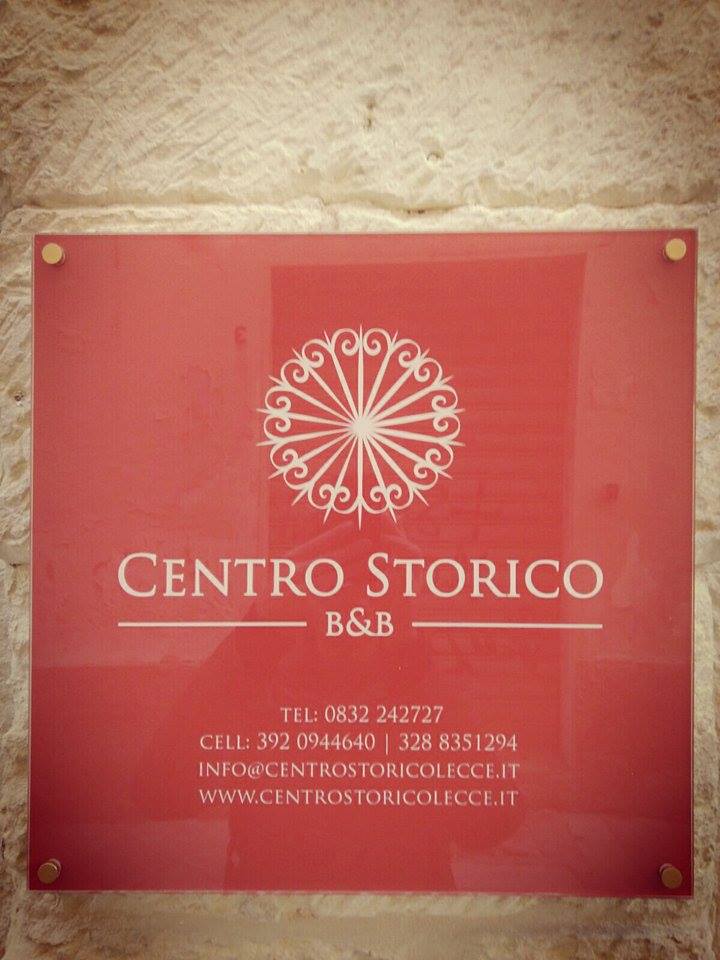 Centro Storico
B&B
TEL: 0832 242727
CELL: 392 0944640 | 328 8351294
INFO@CENTROSTORICOLECCE.IT
WWW.CENTROSTORICOLECCE.IT